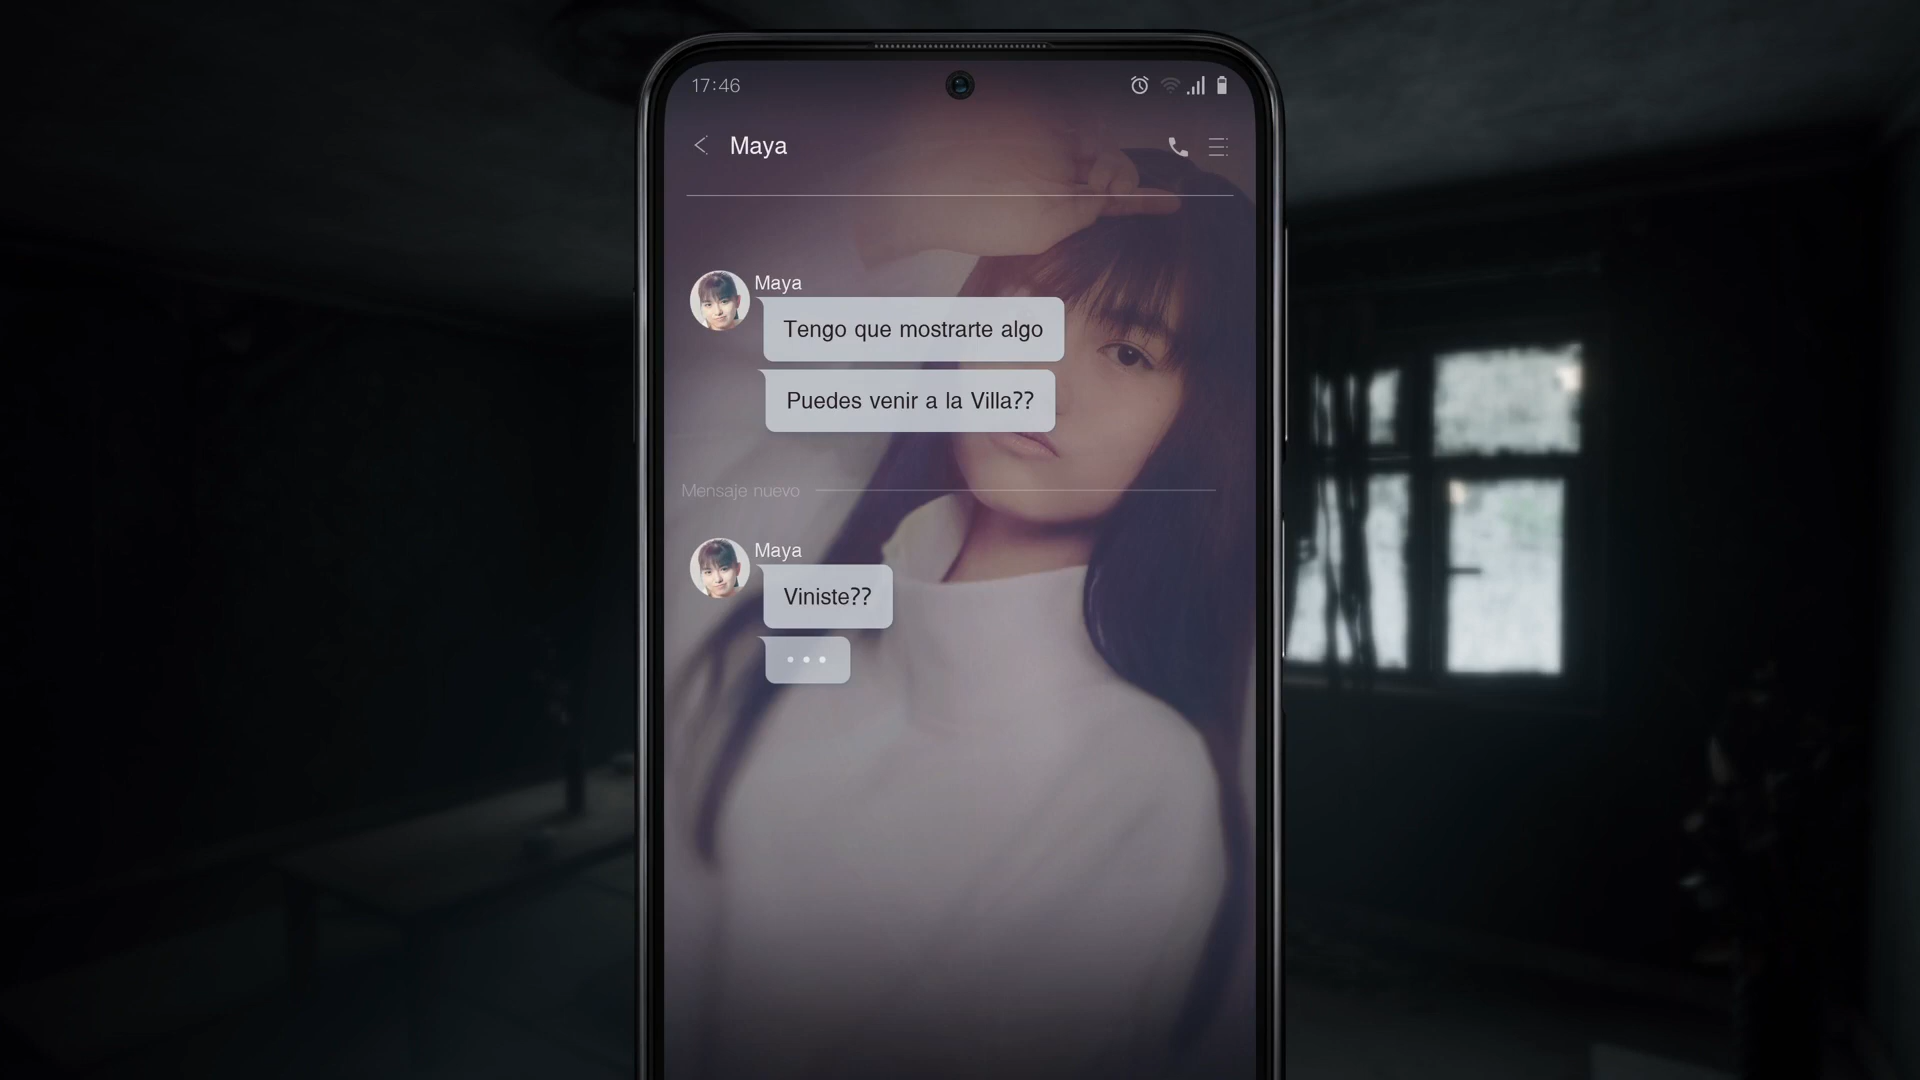 17:46
Maya
Maya
Tengo que mostrarte algo
Puedes venir a la Villa??
Mensaje nuevo
Maya
Viniste??